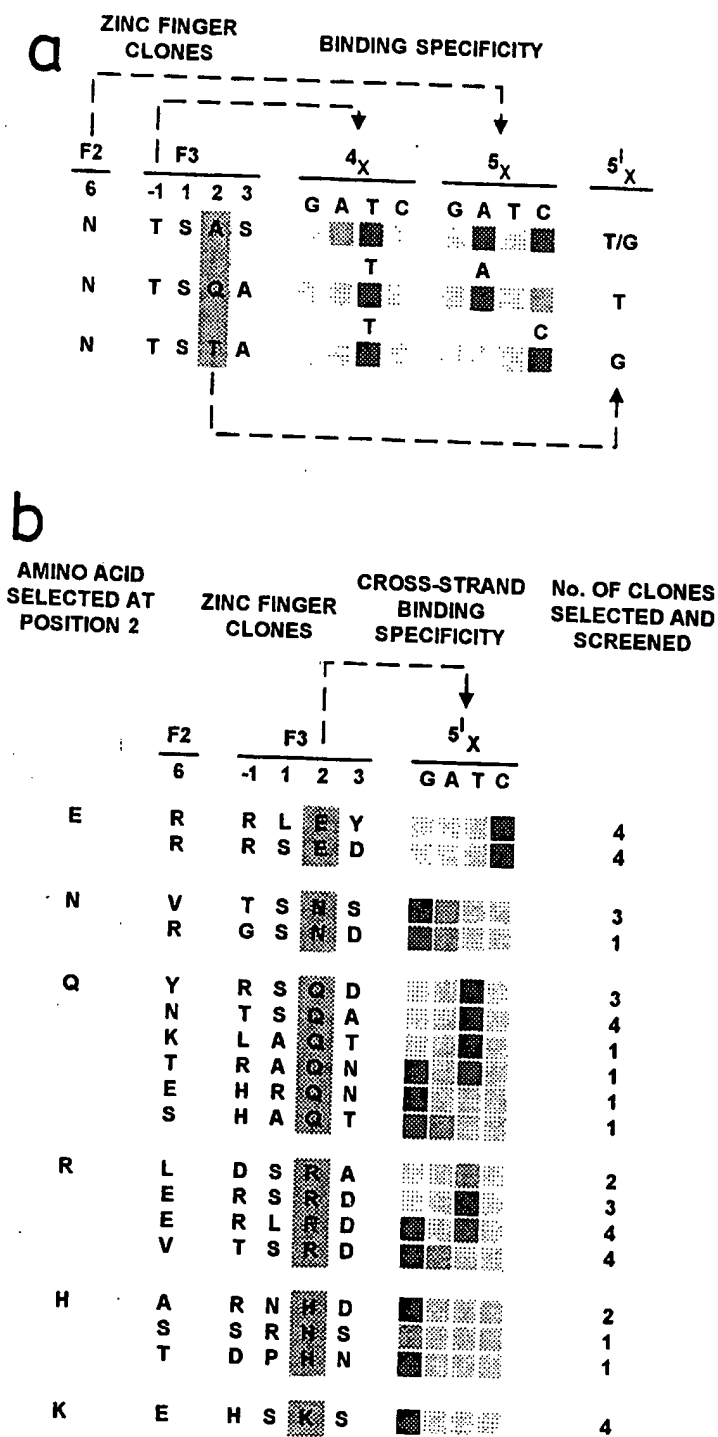 a
ZINC FINGER CLONES
BINDING SPECIFICITY
F2 F3 4X 5X 5'X
6 -1 1 2 3 G A T C G A T C
N T S A S T/G
T A
N T S Q A T
T C
N T S T A G
b
AMINO ACID SELECTED AT POSITION 2
ZINC FINGER CLONES
CROSS-STRAND BINDING SPECIFICITY
No. OF CLONES SELECTED AND SCREENED
F2 F3 5'X
6 -1 1 2 3 G A T C
E R R L E Y 4
R R S E D 4
N V T S N S 3
R G S N D 1
Q Y R S Q D 3
N T S Q A 4
K L A Q T 1
T R A Q N 1
E H R Q N 1
S H A Q T 1
R L D S R A 2
E R S R D 3
E R L R D 4
V T S R D 4
H A R N H D 2
S S R H S 1
T D P H N 1
K E H S K S 4